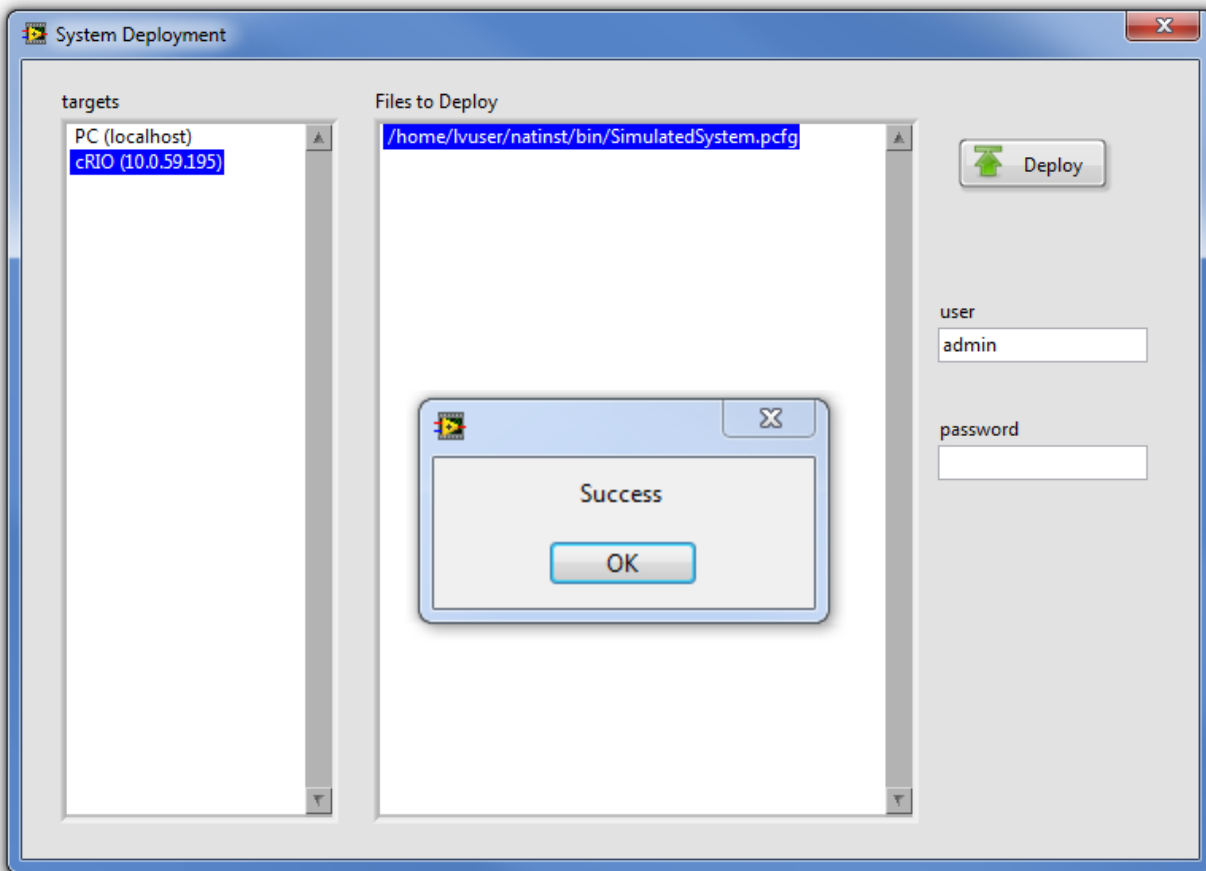 System Deployment
targets
PC (localhost)
cRIO (10.0.59.195)
Files to Deploy
/home/lvuser/natinst/bin/SimulatedSystem.pcfg
Deploy
user
admin
password
Success
OK